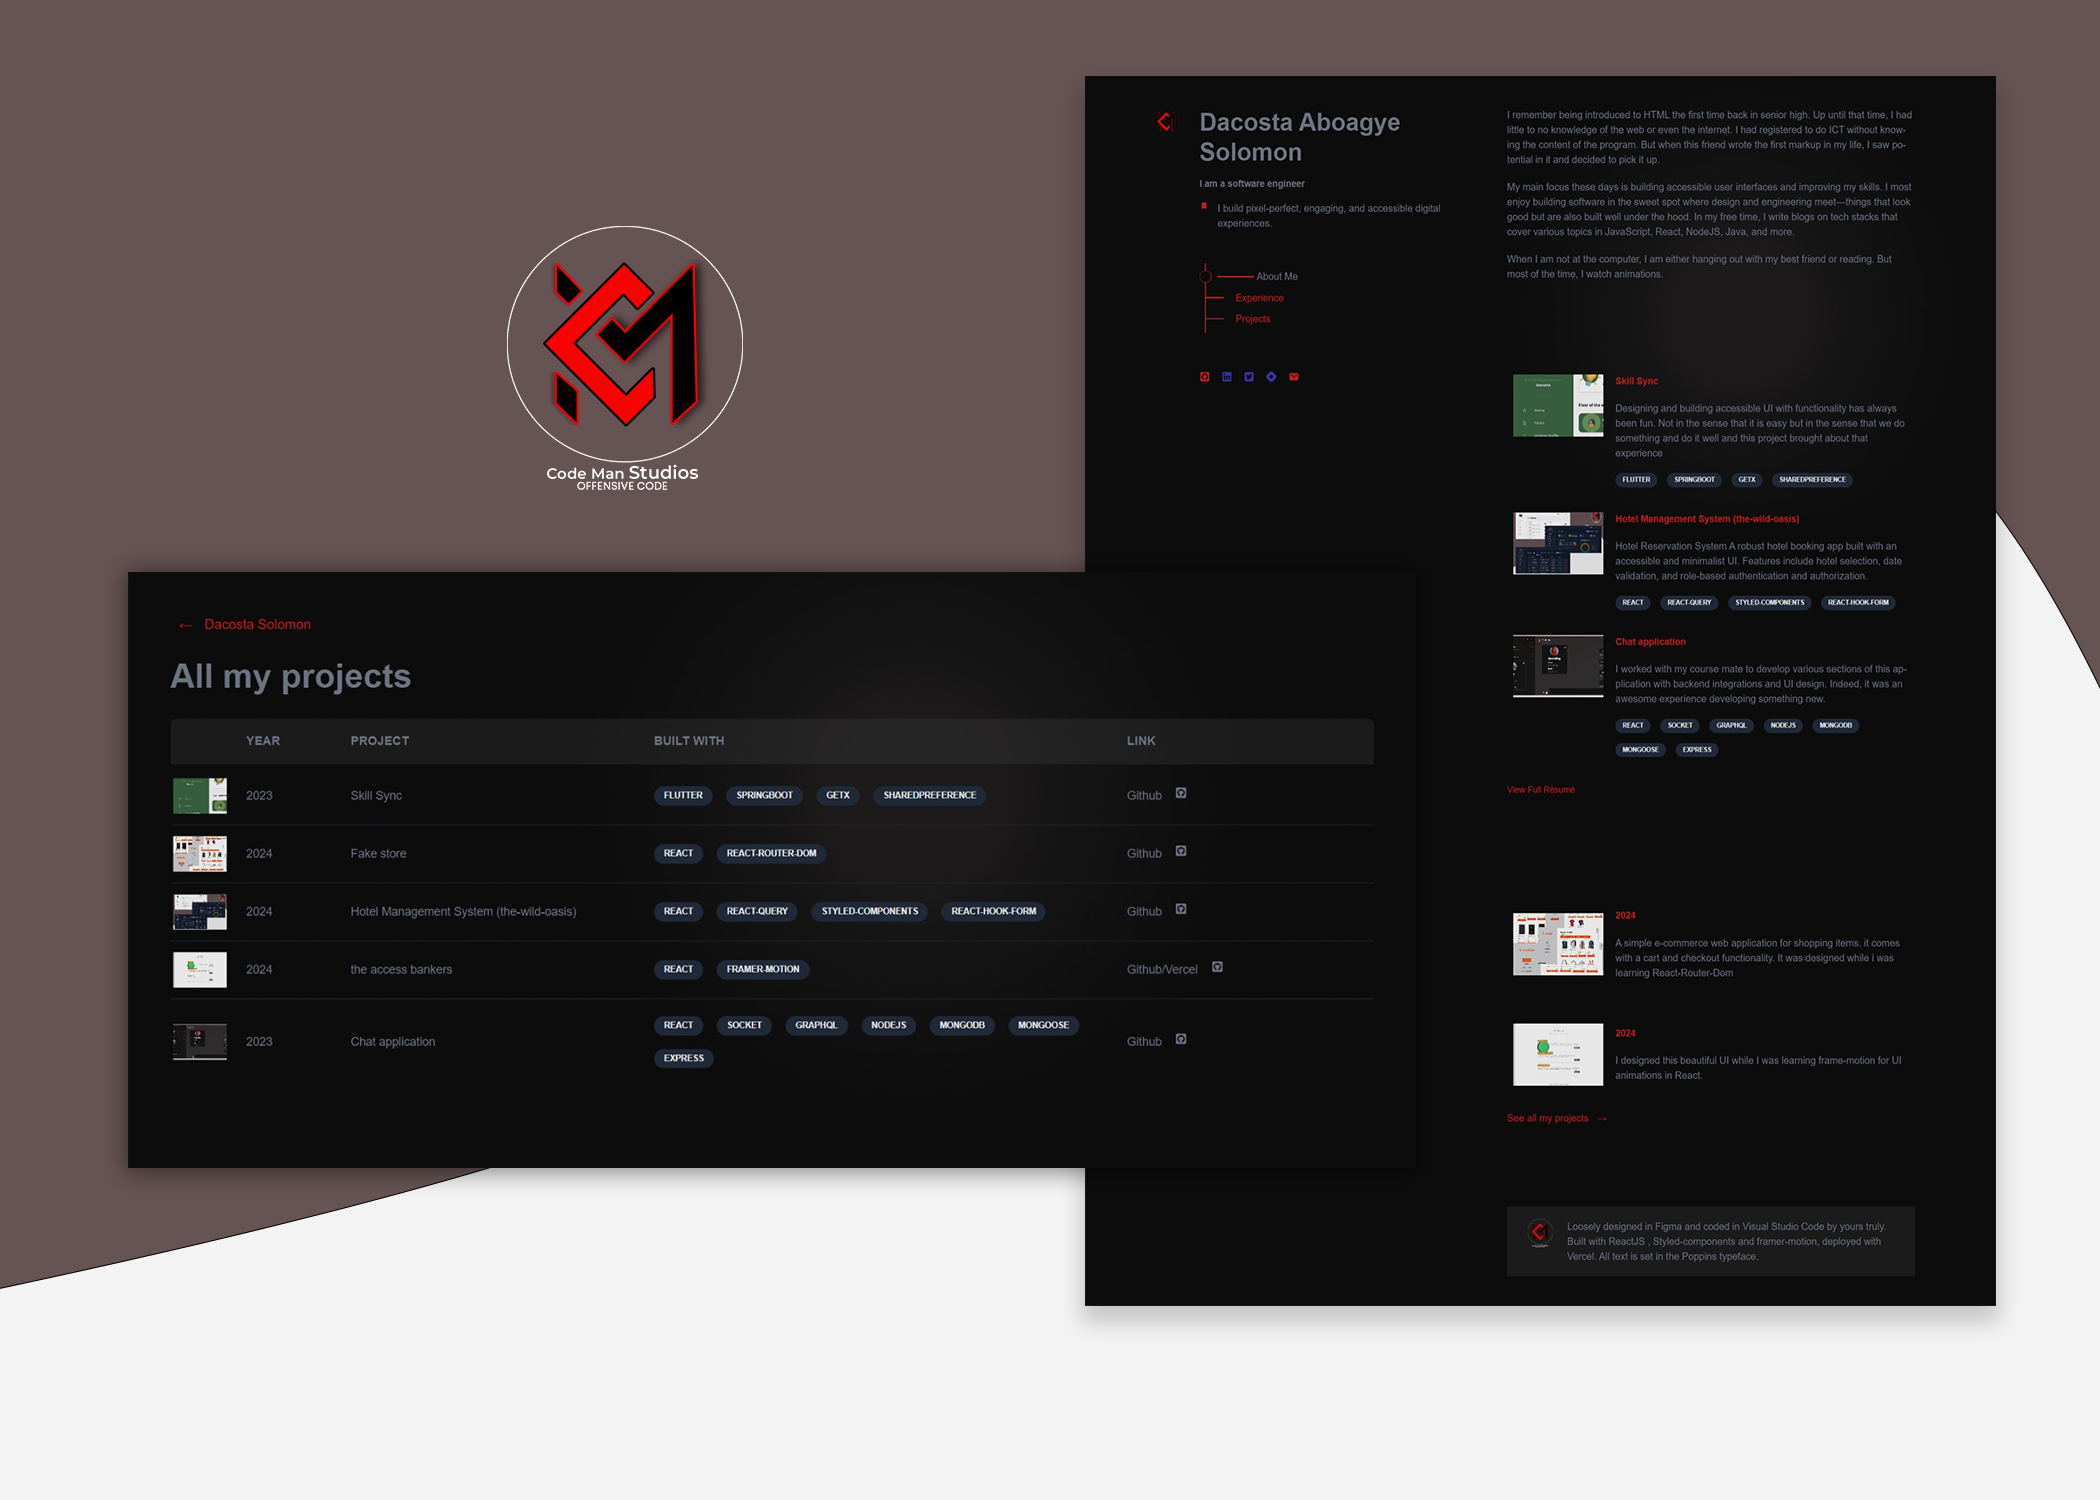 Code Man Studios
OFFENSIVE CODE
← Dacosta Solomon
All my projects
YEAR PROJECT BUILT WITH LINK
2023 Skill Sync FLUTTER SPRINGBOOT GETX SHAREDPREFERENCE Github
2024 Fake store REACT REACT-ROUTER-DOM Github
2024 Hotel Management System (the-wild-oasis) REACT REACT-QUERY STYLED-COMPONENTS REACT-HOOK-FORM Github
2024 the access bankers REACT FRAMER-MOTION Github/Vercel
2023 Chat application REACT SOCKET GRAPHQL NODEJS MONGODB MONGOOSE Github
EXPRESS
Dacosta Aboagye
Solomon
I am a software engineer
I build pixel-perfect, engaging, and accessible digital
experiences.
About Me
Experience
Projects
I remember being introduced to HTML the first time back in senior high. Up until that time, I had
little to no knowledge of the web or even the internet. I had registered to do ICT without know-
ing the content of the program. But when this friend wrote the first markup in my life, I saw po-
tential in it and decided to pick it up.
My main focus these days is building accessible user interfaces and improving my skills. I most
enjoy building software in the sweet spot where design and engineering meet—things that look
good but are also built well under the hood. In my free time, I write blogs on tech stacks that
cover various topics in JavaScript, React, NodeJS, Java, and more.
When I am not at the computer, I am either hanging out with my best friend or reading. But
most of the time, I watch animations.
Skill Sync
Designing and building accessible UI with functionality has always
been fun. Not in the sense that it is easy but in the sense that we do
something and do it well and this project brought about that
experience
FLUTTER SPRINGBOOT GETX SHAREDPREFERENCE
Hotel Management System (the-wild-oasis)
Hotel Reservation System A robust hotel booking app built with an
accessible and minimalist UI. Features include hotel selection, date
validation, and role-based authentication and authorization.
REACT REACT-QUERY STYLED-COMPONENTS REACT-HOOK-FORM
Chat application
I worked with my course mate to develop various sections of this ap-
plication with backend integrations and UI design. Indeed, it was an
awesome experience developing something new.
REACT SOCKET GRAPHQL NODEJS MONGODB
MONGOOSE EXPRESS
View Full Résumé
2024
A simple e-commerce web application for shopping items. it comes
with a cart and checkout functionality. It was designed while i was
learning React-Router-Dom
2024
I designed this beautiful UI while I was learning frame-motion for UI
animations in React.
See all my projects →
Loosely designed in Figma and coded in Visual Studio Code by yours truly.
Built with ReactJS , Styled-components and framer-motion, deployed with
Vercel. All text is set in the Poppins typeface.